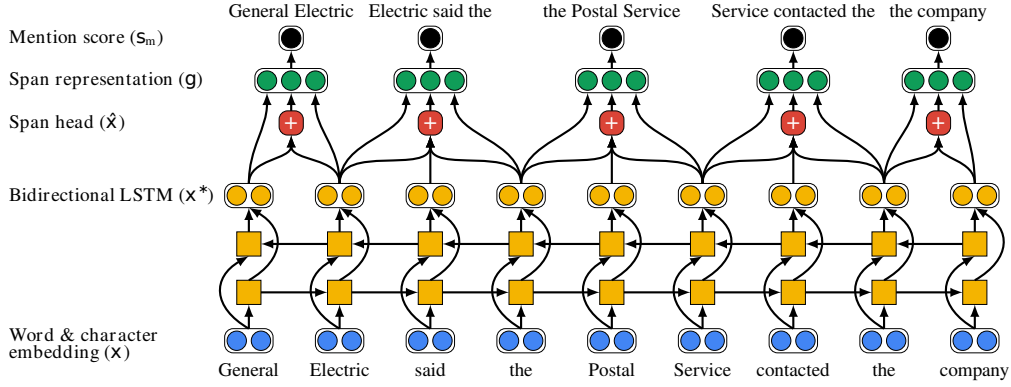 General Electric Electric said the the Postal Service Service contacted the the company
Mention score (sm)
Span representation (g)
Span head (x̂)
+ + + + +
Bidirectional LSTM (x*)
Word & character
embedding (x)
General Electric said the Postal Service contacted the company